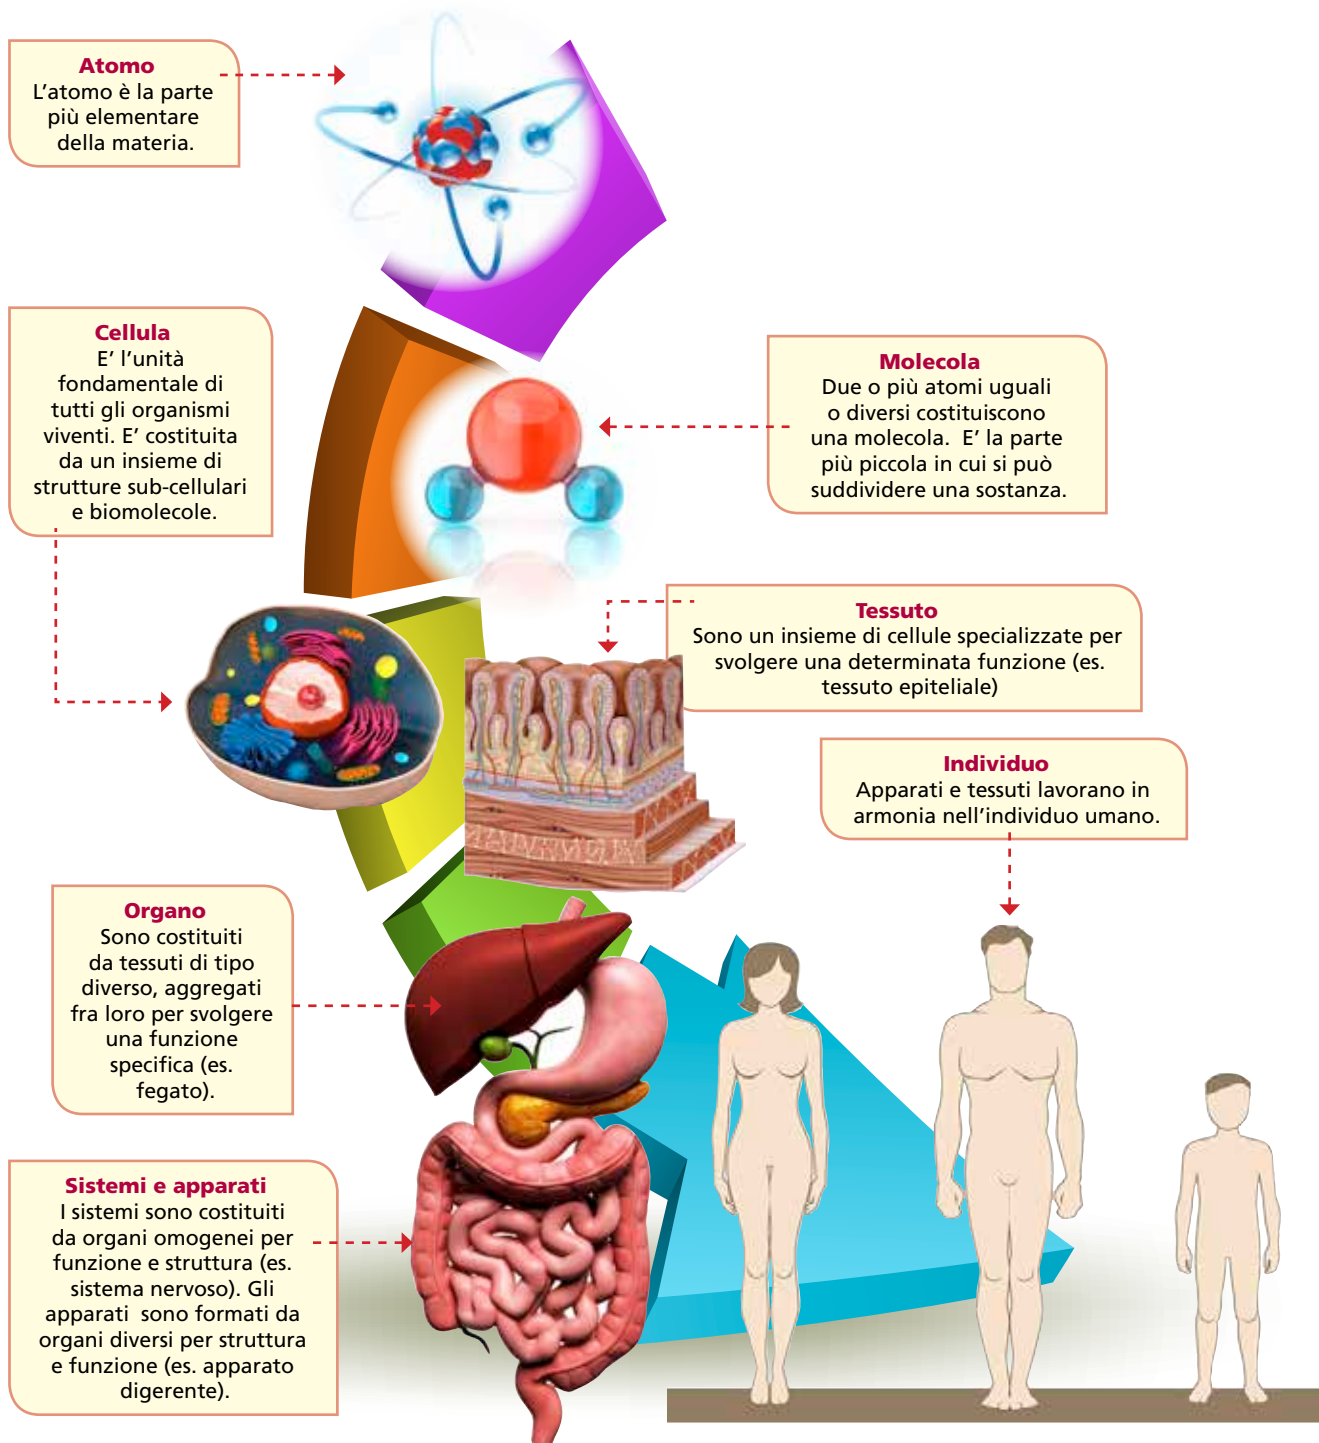 Atomo
L’atomo è la parte
più elementare
della materia.
Cellula
E’ l’unità
fondamentale di
tutti gli organismi
viventi. E’ costituita
da un insieme di
strutture sub-cellulari
e biomolecole.
Molecola
Due o più atomi uguali
o diversi costituiscono
una molecola. E’ la parte
più piccola in cui si può
suddividere una sostanza.
Tessuto
Sono un insieme di cellule specializzate per
svolgere una determinata funzione (es.
tessuto epiteliale)
Individuo
Apparati e tessuti lavorano in
armonia nell’individuo umano.
Organo
Sono costituiti
da tessuti di tipo
diverso, aggregati
fra loro per svolgere
una funzione
specifica (es.
fegato).
Sistemi e apparati
I sistemi sono costituiti
da organi omogenei per
funzione e struttura (es.
sistema nervoso). Gli
apparati sono formati da
organi diversi per struttura
e funzione (es. apparato
digerente).